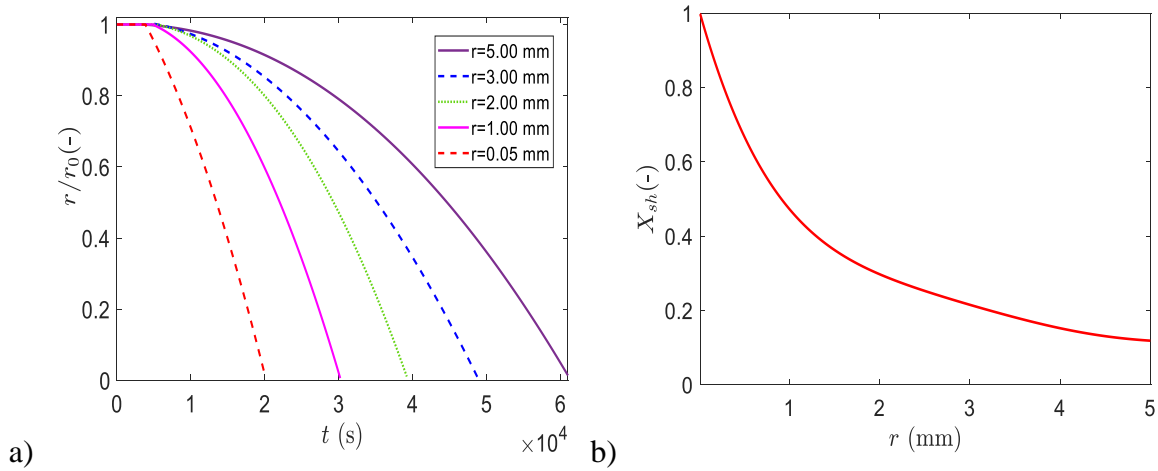 1
0.8
0.6
0.4
0.2
0
r/r0(-)
r=5.00 mm
r=3.00 mm
r=2.00 mm
r=1.00 mm
r=0.05 mm
0 1 2 3 4 5 6
t (s)
×10^4
a)
1
0.8
0.6
0.4
0.2
0
X_sh(-)
1 2 3 4 5
r (mm)
b)